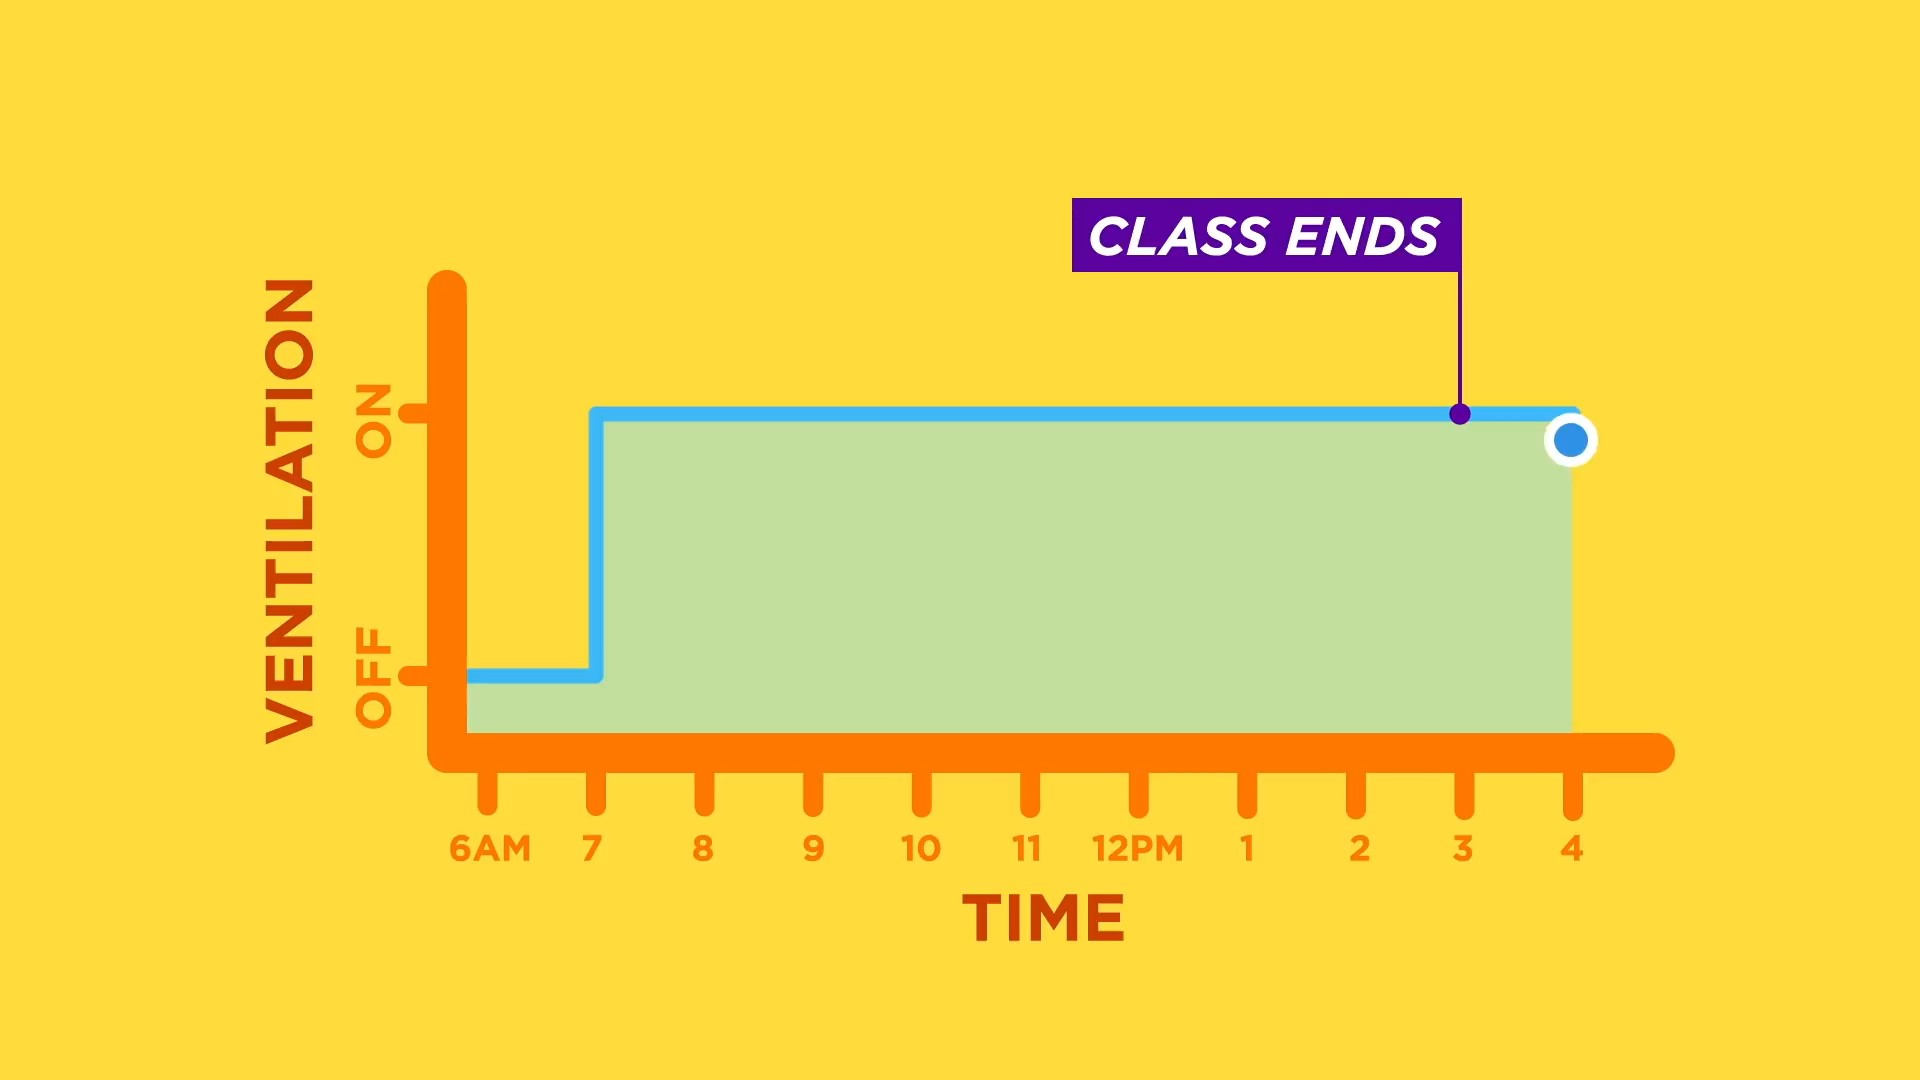 CLASS ENDS
VENTILATION
ON
OFF
6AM 7 8 9 10 11 12PM 1 2 3 4
TIME